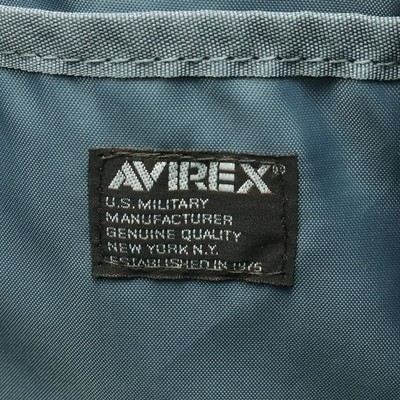 AVIREX®
U.S. MILITARY
MANUFACTURER
GENUINE QUALITY
NEW YORK N.Y.
ESTABLISHED IN 1975